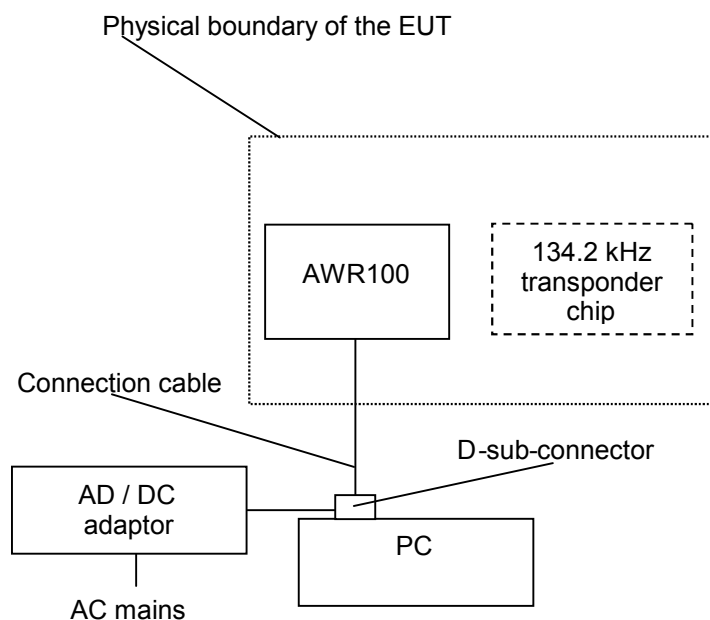 Physical boundary of the EUT
AWR100
134.2 kHz
transponder
chip
Connection cable
D-sub-connector
AD / DC
adaptor
PC
AC mains